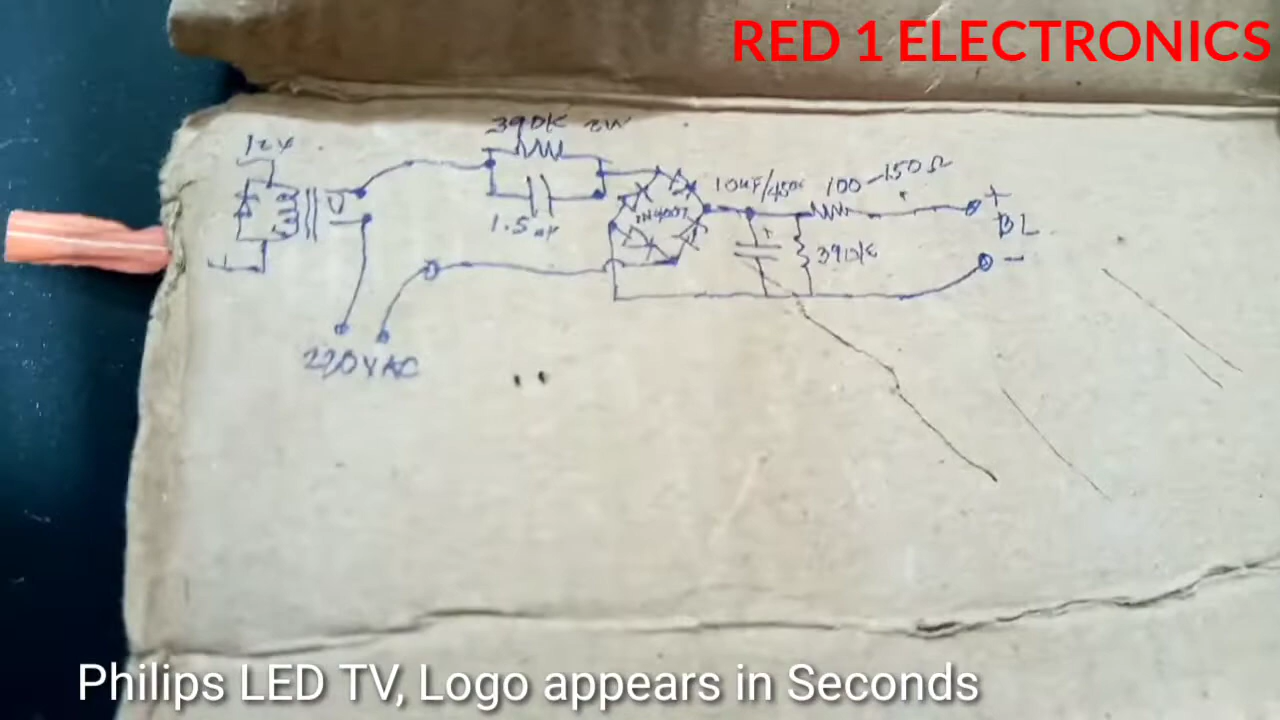 RED 1 ELECTRONICS
390K 2W
12V
10uF/450v 100-150Ω
+
1.5uF
1N4007
+
BL
390K
-
220VAC
Philips LED TV, Logo appears in Seconds